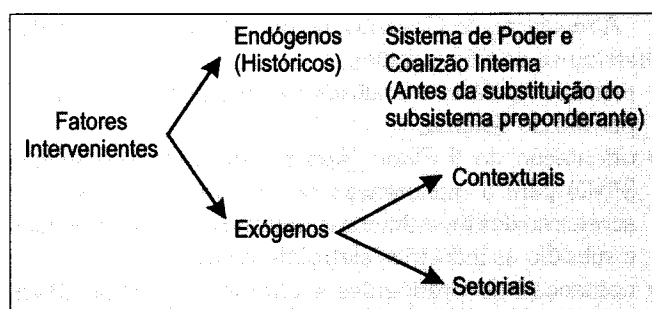 Endógenos
(Históricos)
Sistema de Poder e
Coalizão Interna
(Antes da substituição do
subsistema preponderante)
Fatores
Intervenientes
Contextuais
Exógenos
Setoriais